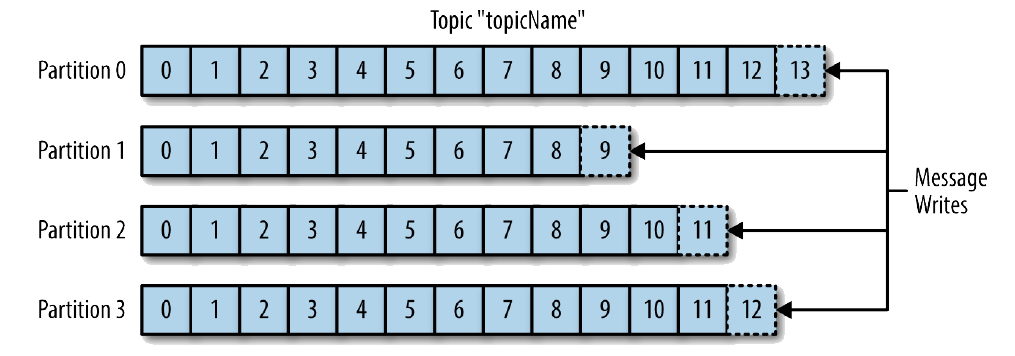 Topic "topicName"
Partition 0 0 1 2 3 4 5 6 7 8 9 10 11 12 13
Partition 1 0 1 2 3 4 5 6 7 8 9
Message
Writes
Partition 2 0 1 2 3 4 5 6 7 8 9 10 11
Partition 3 0 1 2 3 4 5 6 7 8 9 10 11 12